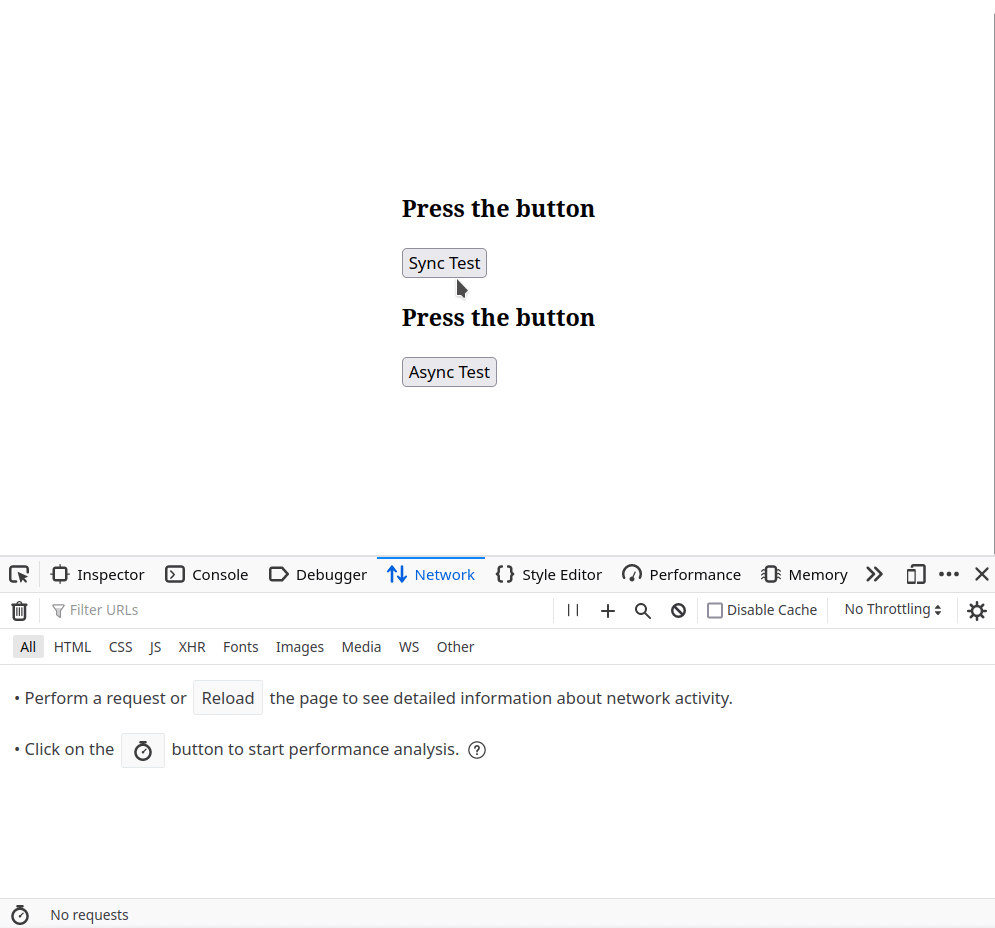 Press the button
Sync Test
Press the button
Async Test
Inspector Console Debugger Network Style Editor Performance Memory
Filter URLs Disable Cache No Throttling
All HTML CSS JS XHR Fonts Images Media WS Other
• Perform a request or Reload the page to see detailed information about network activity.
• Click on the button to start performance analysis. ?
No requests